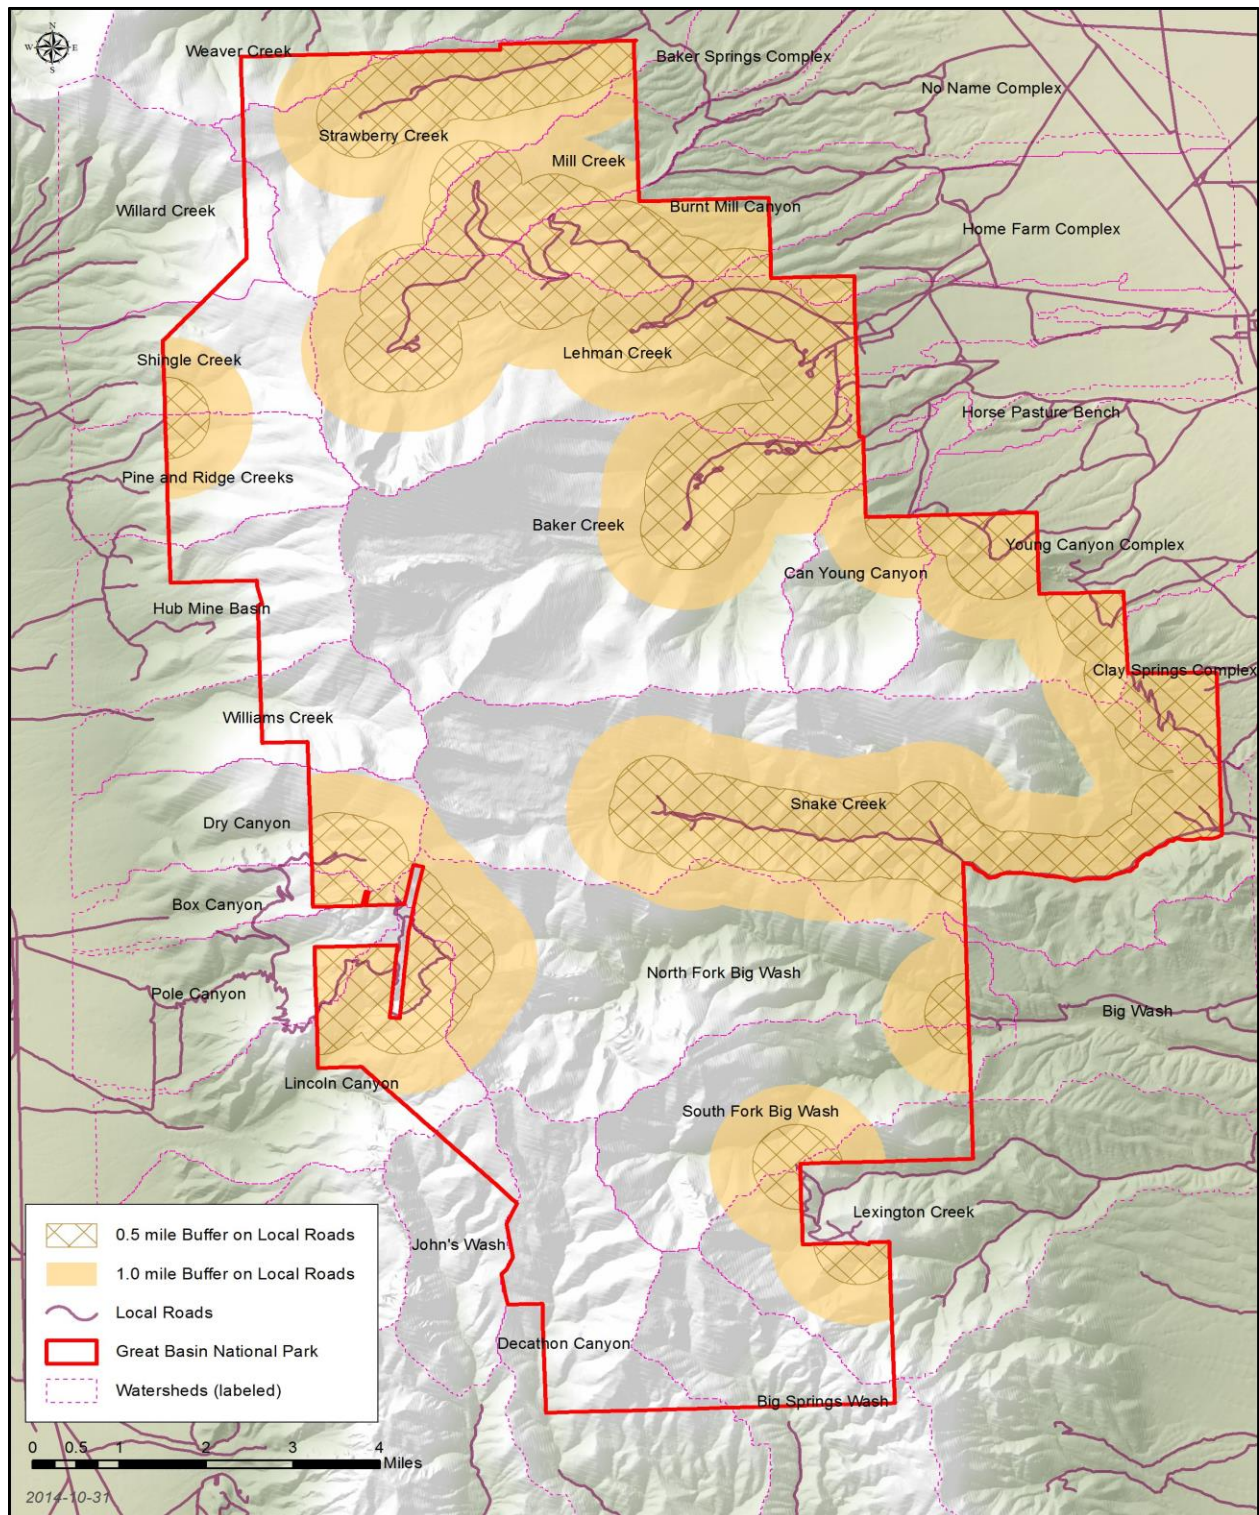 N
W E
S
Weaver Creek
Baker Springs Complex
No Name Complex
Strawberry Creek
Mill Creek
Willard Creek
Burnt Mill Canyon
Home Farm Complex
Shingle Creek
Lehman Creek
Horse Pasture Bench
Pine and Ridge Creeks
Baker Creek
Young Canyon Complex
Can Young Canyon
Hub Mine Basin
Clay Springs Complex
Williams Creek
Snake Creek
Dry Canyon
Box Canyon
North Fork Big Wash
Pole Canyon
Big Wash
Lincoln Canyon
South Fork Big Wash
Lexington Creek
John's Wash
Decathon Canyon
Big Springs Wash
0.5 mile Buffer on Local Roads
1.0 mile Buffer on Local Roads
Local Roads
Great Basin National Park
Watersheds (labeled)
0 0.5 1 2 3 4
Miles
2014-10-31